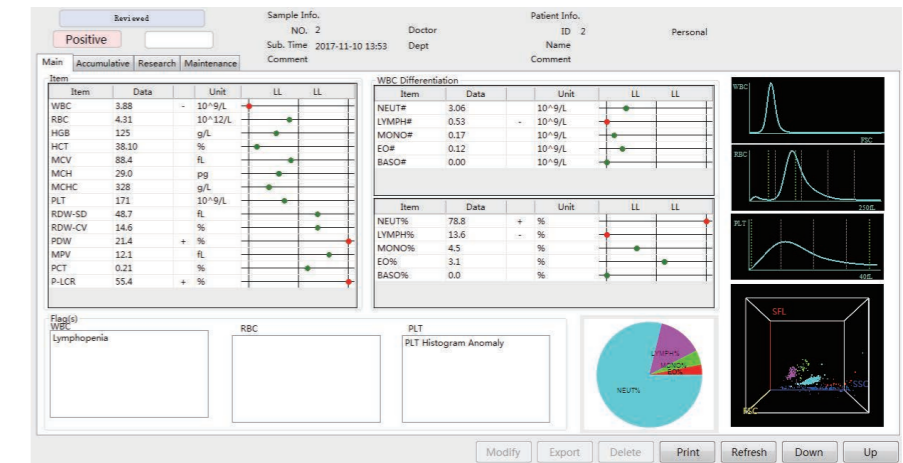 Reviewed
Positive
Sample Info.
NO. 2
Sub. Time 2017-11-10 13:53
Comment
Doctor
Dept
Patient Info.
ID 2
Name
Comment
Personal
Main Accumulative Research Maintenance
Item
Item Data Unit LL LL
WBC 3.88 - 10^9/L
RBC 4.31 10^12/L
HGB 125 g/L
HCT 38.10 %
MCV 88.4 fL
MCH 29.0 pg
MCHC 328 g/L
PLT 171 10^9/L
RDW-SD 48.7 fL
RDW-CV 14.6 %
PDW 21.4 + %
MPV 12.1 fL
PCT 0.21 %
P-LCR 55.4 + %
WBC Differentiation
Item Data Unit LL LL
NEUT# 3.06 10^9/L
LYMPH# 0.53 - 10^9/L
MONO# 0.17 10^9/L
EO# 0.12 10^9/L
BASO# 0.00 10^9/L
Item Data Unit LL LL
NEUT% 78.8 + %
LYMPH% 13.6 - %
MONO% 4.5 %
EO% 3.1 %
BASO% 0.0 %
WBC
FSC
RBC
250fL
PLT
40fL
SFL
SSC
FSC
Flag(s)
WBC
Lymphopenia
RBC
PLT
PLT Histogram Anomaly
LYMPH%
MONO%
EO%
NEUT%
Modify Export Delete Print Refresh Down Up